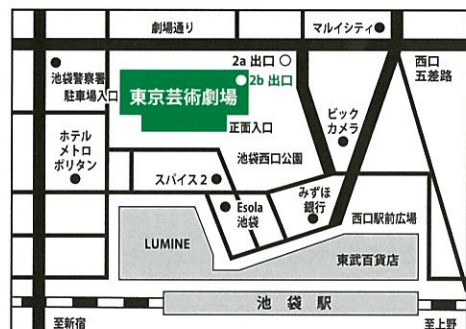 劇場通り
マルイシティ
2a 出口
2b 出口
西口
五差路
池袋警察署
駐車場入口
東京芸術劇場
正面入口
ビック
カメラ
ホテル
メトロ
ポリタン
池袋西口公園
スパイス2
Esola
池袋
みずほ
銀行
西口駅前広場
LUMINE
東武百貨店
池袋駅
至新宿
至上野